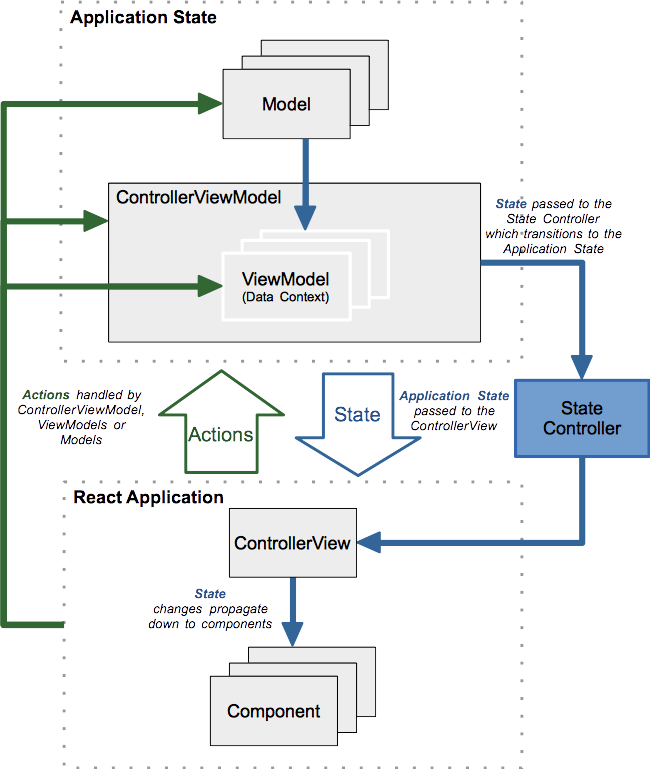 Application State
Model
ControllerViewModel
ViewModel
(Data Context)
State passed to the
State Controller
which transitions to the
Application State
Actions handled by
ControllerViewModel,
ViewModels or
Models
Actions
State
Application State
passed to the
ControllerView
State
Controller
React Application
ControllerView
State
changes propagate
down to components
Component